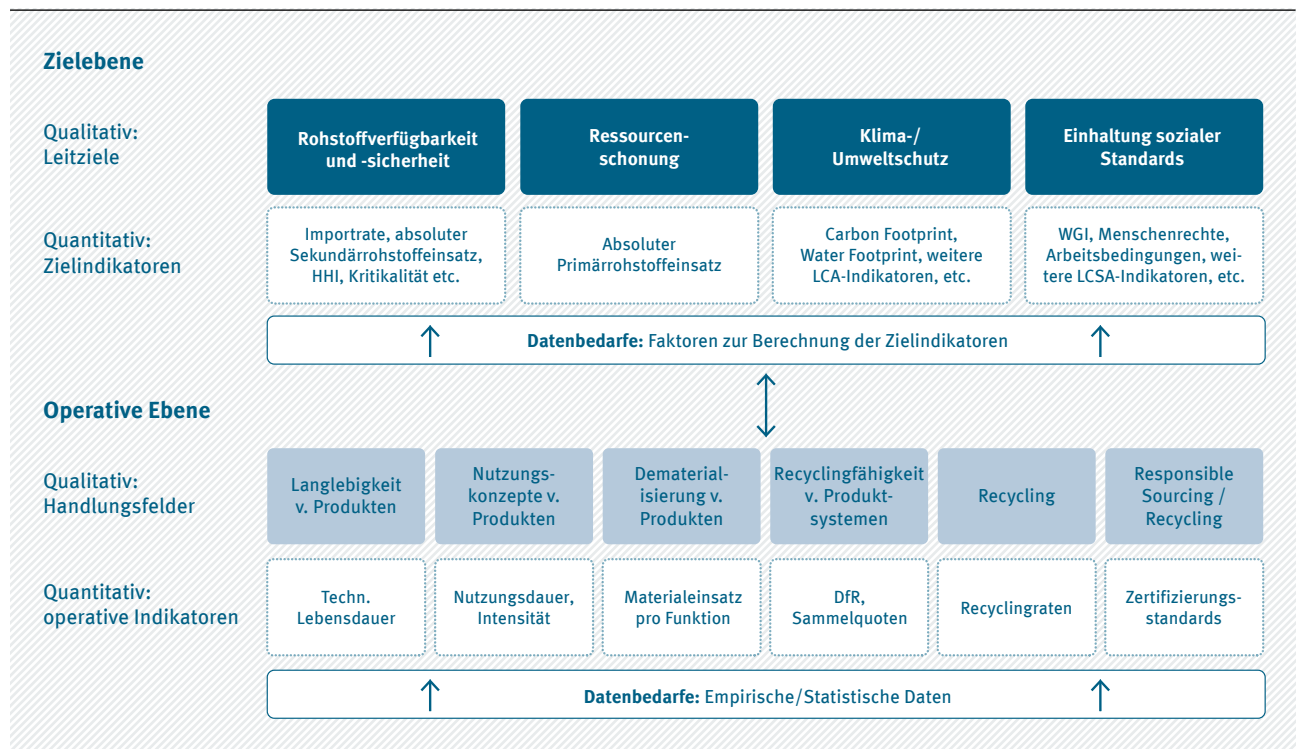 Zielebene
Qualitativ:
Leitziele
Rohstoffverfügbarkeit
und -sicherheit
Ressourcen-
schonung
Klima-/
Umweltschutz
Einhaltung sozialer
Standards
Quantitativ:
Zielindikatoren
Importrate, absoluter
Sekundärrohstoffeinsatz,
HHI, Kritikalität etc.
Absoluter
Primärrohstoffeinsatz
Carbon Footprint,
Water Footprint, weitere
LCA-Indikatoren, etc.
WGI, Menschenrechte,
Arbeitsbedingungen, wei-
tere LCSA-Indikatoren, etc.
Datenbedarfe: Faktoren zur Berechnung der Zielindikatoren
Operative Ebene
Qualitativ:
Handlungsfelder
Langlebigkeit
v. Produkten
Nutzungs-
konzepte v.
Produkten
Dematerial-
isierung v.
Produkten
Recyclingfähigkeit
v. Produkt-
systemen
Recycling
Responsible
Sourcing /
Recycling
Quantitativ:
operative Indikatoren
Techn.
Lebensdauer
Nutzungsdauer,
Intensität
Materialeinsatz
pro Funktion
DfR,
Sammelquoten
Recyclingraten
Zertifizierungs-
standards
Datenbedarfe: Empirische/Statistische Daten